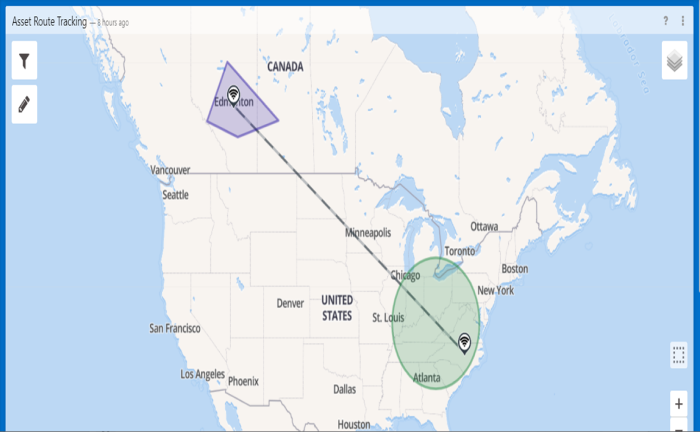 Asset Route Tracking — 8 hours ago
?
CANADA
Edmonton
Vancouver
Seattle
Ottawa
Minneapolis
Toronto
Chicago
Boston
New York
Denver
UNITED
STATES
St. Louis
San Francisco
Los Angeles
Phoenix
Atlanta
Dallas
Houston
+